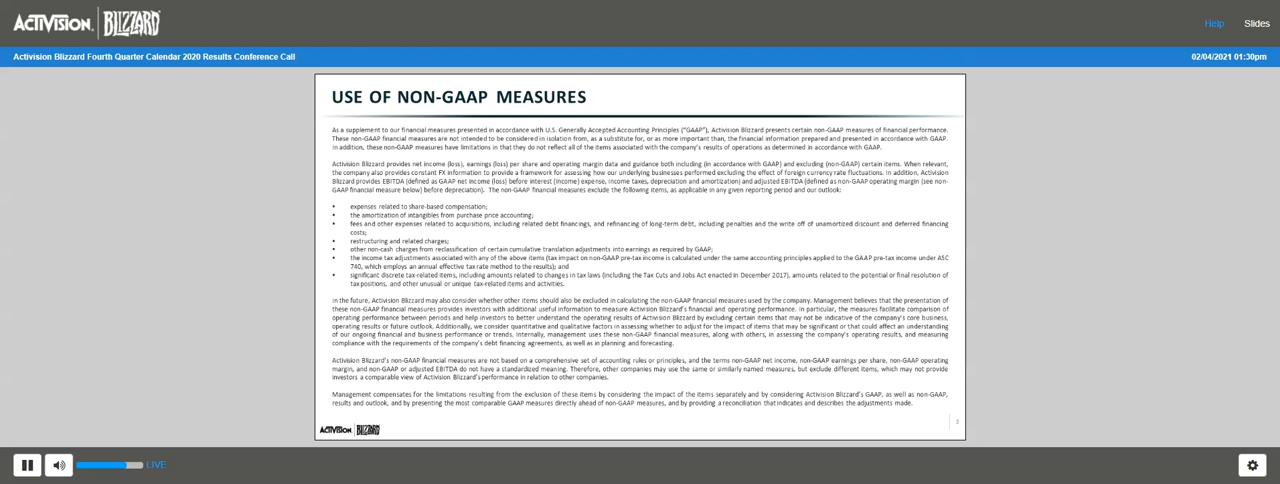 ACTIVISION. BLIZZARD
Help
Slides
Activision Blizzard Fourth Quarter Calendar 2020 Results Conference Call
02/04/2021 01:30pm
USE OF NON-GAAP MEASURES
As a supplement to our financial measures presented in accordance with U.S. Generally Accepted Accounting Principles (“GAAP”), Activision Blizzard presents certain non-GAAP measures of financial performance.
These non-GAAP financial measures are not intended to be considered in isolation from, as a substitute for, or as more important than, the financial information prepared and presented in accordance with GAAP.
In addition, these non-GAAP measures have limitations in that they do not reflect all of the items associated with the company’s results of operations as determined in accordance with GAAP.
Activision Blizzard provides net income (loss), earnings (loss) per share and operating margin data and guidance both including (in accordance with GAAP) and excluding (non-GAAP) certain items. When relevant,
the company also provides constant FX information to provide a framework for assessing how our underlying businesses performed excluding the effect of foreign currency rate fluctuations. In addition, Activision
Blizzard provides EBITDA (defined as GAAP net income (loss) before interest (income) expense, income taxes, depreciation and amortization) and adjusted EBITDA (defined as non-GAAP operating margin (see non-
GAAP financial measure below) before depreciation). The non-GAAP financial measures exclude the following items, as applicable in any given reporting period and our outlook:
• expenses related to share-based compensation;
• the amortization of intangibles from purchase price accounting;
• fees and other expenses related to acquisitions, including related debt financings, and refinancing of long-term debt, including penalties and the write off of unamortized discount and deferred financing
costs;
• restructuring and related charges;
• other non-cash charges from reclassification of certain cumulative translation adjustments into earnings as required by GAAP;
• the income tax adjustments associated with any of the above items (tax impact on non-GAAP pre-tax income is calculated under the same accounting principles applied to the GAAP pre-tax income under ASC
740, which employs an annual effective tax rate method to the results); and
• significant discrete tax-related items, including amounts related to changes in tax laws (including the Tax Cuts and Jobs Act enacted in December 2017), amounts related to the potential or final resolution of
tax positions, and other unusual or unique tax-related items and activities.
In the future, Activision Blizzard may also consider whether other items should also be excluded in calculating the non-GAAP financial measures used by the company. Management believes that the presentation of
these non-GAAP financial measures provides investors with additional useful information to measure Activision Blizzard’s financial and operating performance. In particular, the measures facilitate comparison of
operating performance between periods and help investors to better understand the operating results of Activision Blizzard by excluding certain items that may not be indicative of the company’s core business,
operating results or future outlook. Additionally, we consider quantitative and qualitative factors in assessing whether to adjust for the impact of items that may be significant or that could affect an understanding
of our ongoing financial and business performance or trends. Internally, management uses these non-GAAP financial measures, along with others, in assessing the company’s operating results, and measuring
compliance with the requirements of the company’s debt financing agreements, as well as in planning and forecasting.
Activision Blizzard’s non-GAAP financial measures are not based on a comprehensive set of accounting rules or principles, and the terms non-GAAP net income, non-GAAP earnings per share, non-GAAP operating
margin, and non-GAAP or adjusted EBITDA do not have a standardized meaning. Therefore, other companies may use the same or similarly named measures, but exclude different items, which may not provide
investors a comparable view of Activision Blizzard’s performance in relation to other companies.
Management compensates for the limitations resulting from the exclusion of these items by considering the impact of the items separately and by considering Activision Blizzard’s GAAP, as well as non-GAAP,
results and outlook, and by presenting the most comparable GAAP measures directly ahead of non-GAAP measures, and by providing a reconciliation that indicates and describes the adjustments made.
ACTIVISION. BLIZZARD
3
LIVE